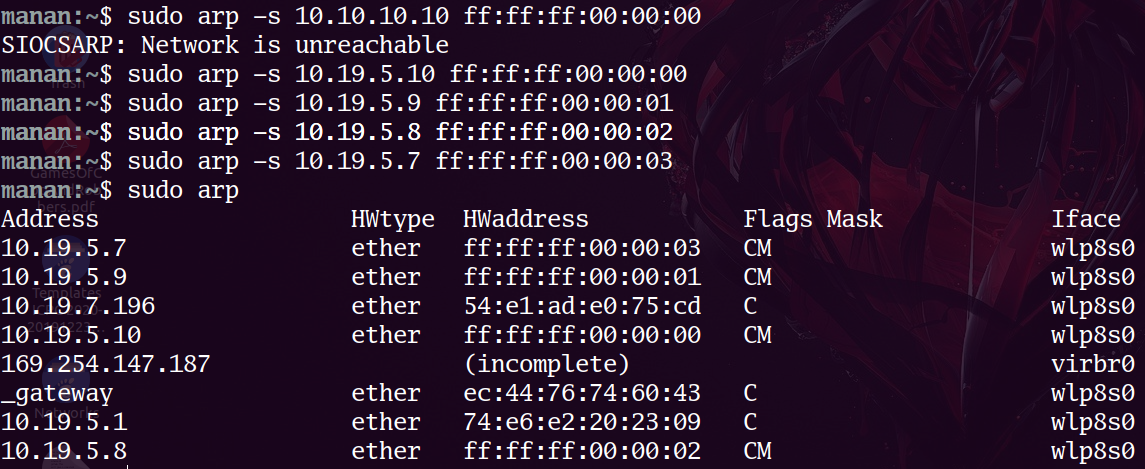 manan:~$ sudo arp -s 10.10.10.10 ff:ff:ff:00:00:00
SIOCSARP: Network is unreachable
manan:~$ sudo arp -s 10.19.5.10 ff:ff:ff:00:00:00
manan:~$ sudo arp -s 10.19.5.9 ff:ff:ff:00:00:01
manan:~$ sudo arp -s 10.19.5.8 ff:ff:ff:00:00:02
manan:~$ sudo arp -s 10.19.5.7 ff:ff:ff:00:00:03
manan:~$ sudo arp
Address HWtype HWaddress Flags Mask Iface
10.19.5.7 ether ff:ff:ff:00:00:03 CM wlp8s0
10.19.5.9 ether ff:ff:ff:00:00:01 CM wlp8s0
10.19.7.196 ether 54:e1:ad:e0:75:cd C wlp8s0
10.19.5.10 ether ff:ff:ff:00:00:00 CM wlp8s0
169.254.147.187 (incomplete) virbr0
_gateway ether ec:44:76:74:60:43 C wlp8s0
10.19.5.1 ether 74:e6:e2:20:23:09 C wlp8s0
10.19.5.8 ether ff:ff:ff:00:00:02 CM wlp8s0
Trash
hers.pdf
Templates
Networks